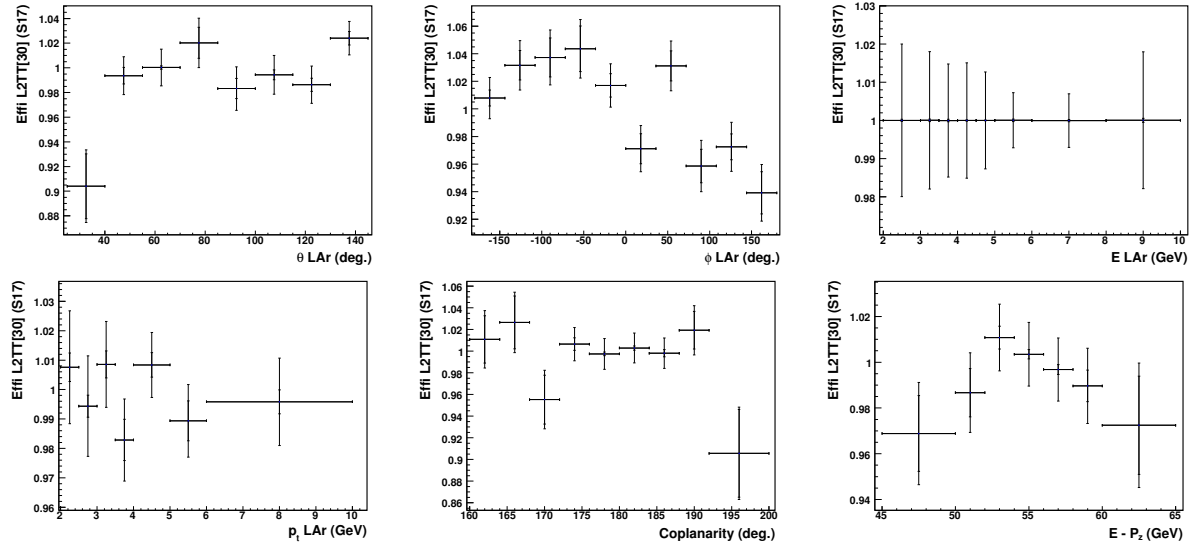 Effi L2TT[30] (S17)
1.04
1.02
1
0.98
0.96
0.94
0.92
0.9
0.88
40 60 80 100 120 140
θ LAr (deg.)
Effi L2TT[30] (S17)
1.06
1.04
1.02
1
0.98
0.96
0.94
0.92
-150 -100 -50 0 50 100 150
ϕ LAr (deg.)
Effi L2TT[30] (S17)
1.03
1.02
1.01
1
0.99
0.98
0.97
2 3 4 5 6 7 8 9 10
E LAr (GeV)
Effi L2TT[30] (S17)
1.03
1.02
1.01
1
0.99
0.98
0.97
0.96
2 3 4 5 6 7 8 9 10
pt LAr (GeV)
Effi L2TT[30] (S17)
1.06
1.04
1.02
1
0.98
0.96
0.94
0.92
0.9
0.88
0.86
160 165 170 175 180 185 190 195 200
Coplanarity (deg.)
Effi L2TT[30] (S17)
1.02
1
0.98
0.96
0.94
45 50 55 60 65
E - Pz (GeV)